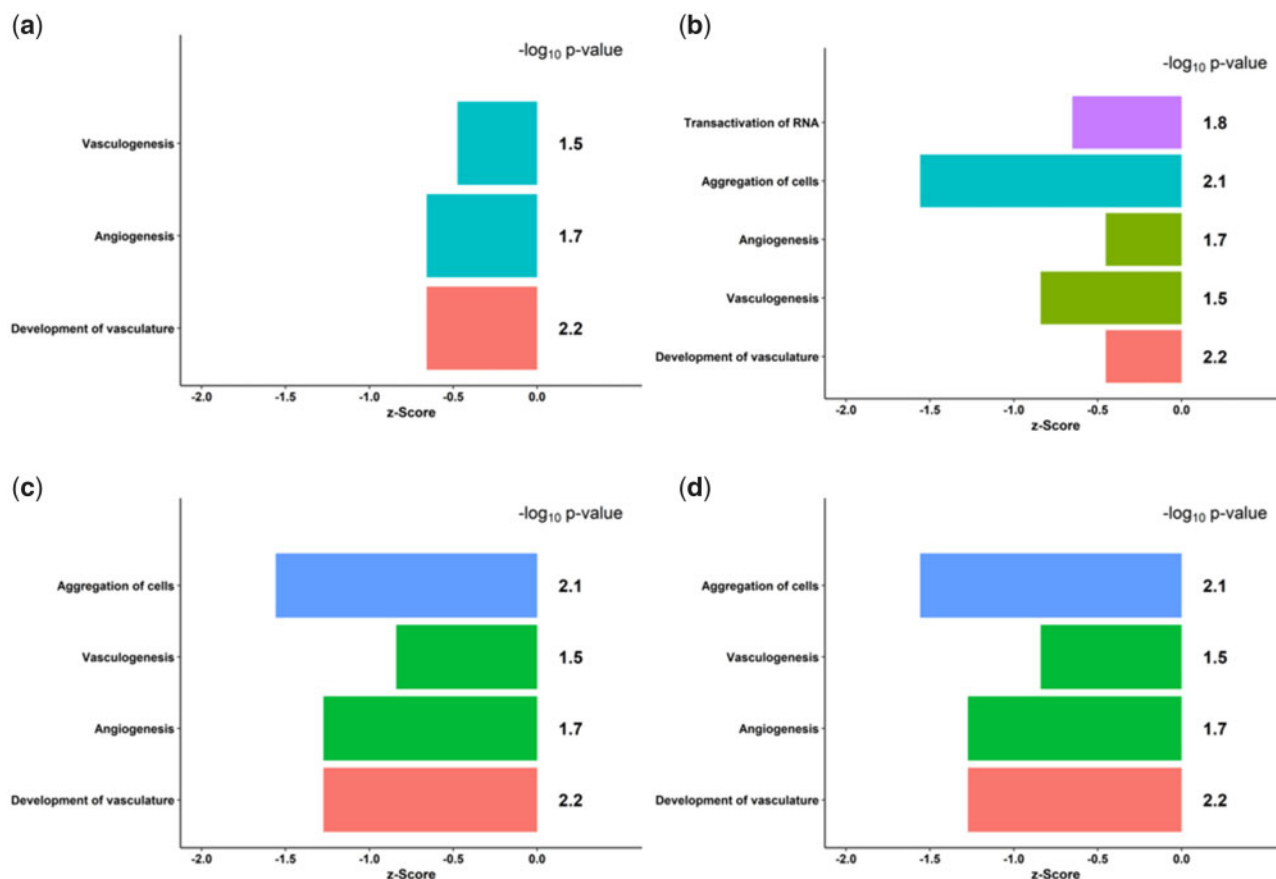 (a)
-log10 p-value
Vasculogenesis
1.5
Angiogenesis
1.7
Development of vasculature
2.2
-2.0 -1.5 -1.0 -0.5 0.0
z-Score
(b)
-log10 p-value
Transactivation of RNA
1.8
Aggregation of cells
2.1
Angiogenesis
1.7
Vasculogenesis
1.5
Development of vasculature
2.2
-2.0 -1.5 -1.0 -0.5 0.0
z-Score
(c)
-log10 p-value
Aggregation of cells
2.1
Vasculogenesis
1.5
Angiogenesis
1.7
Development of vasculature
2.2
-2.0 -1.5 -1.0 -0.5 0.0
z-Score
(d)
-log10 p-value
Aggregation of cells
2.1
Vasculogenesis
1.5
Angiogenesis
1.7
Development of vasculature
2.2
-2.0 -1.5 -1.0 -0.5 0.0
z-Score